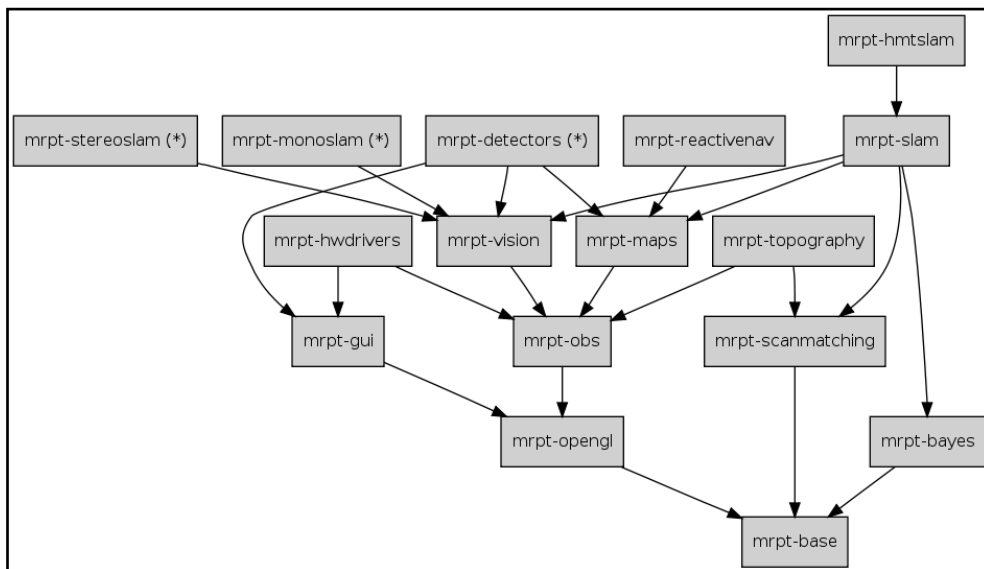 mrpt-hmtslam
mrpt-stereoslam (*)
mrpt-monoslam (*)
mrpt-detectors (*)
mrpt-reactivenav
mrpt-slam
mrpt-hwdrivers
mrpt-vision
mrpt-maps
mrpt-topography
mrpt-gui
mrpt-obs
mrpt-scanmatching
mrpt-opengl
mrpt-bayes
mrpt-base